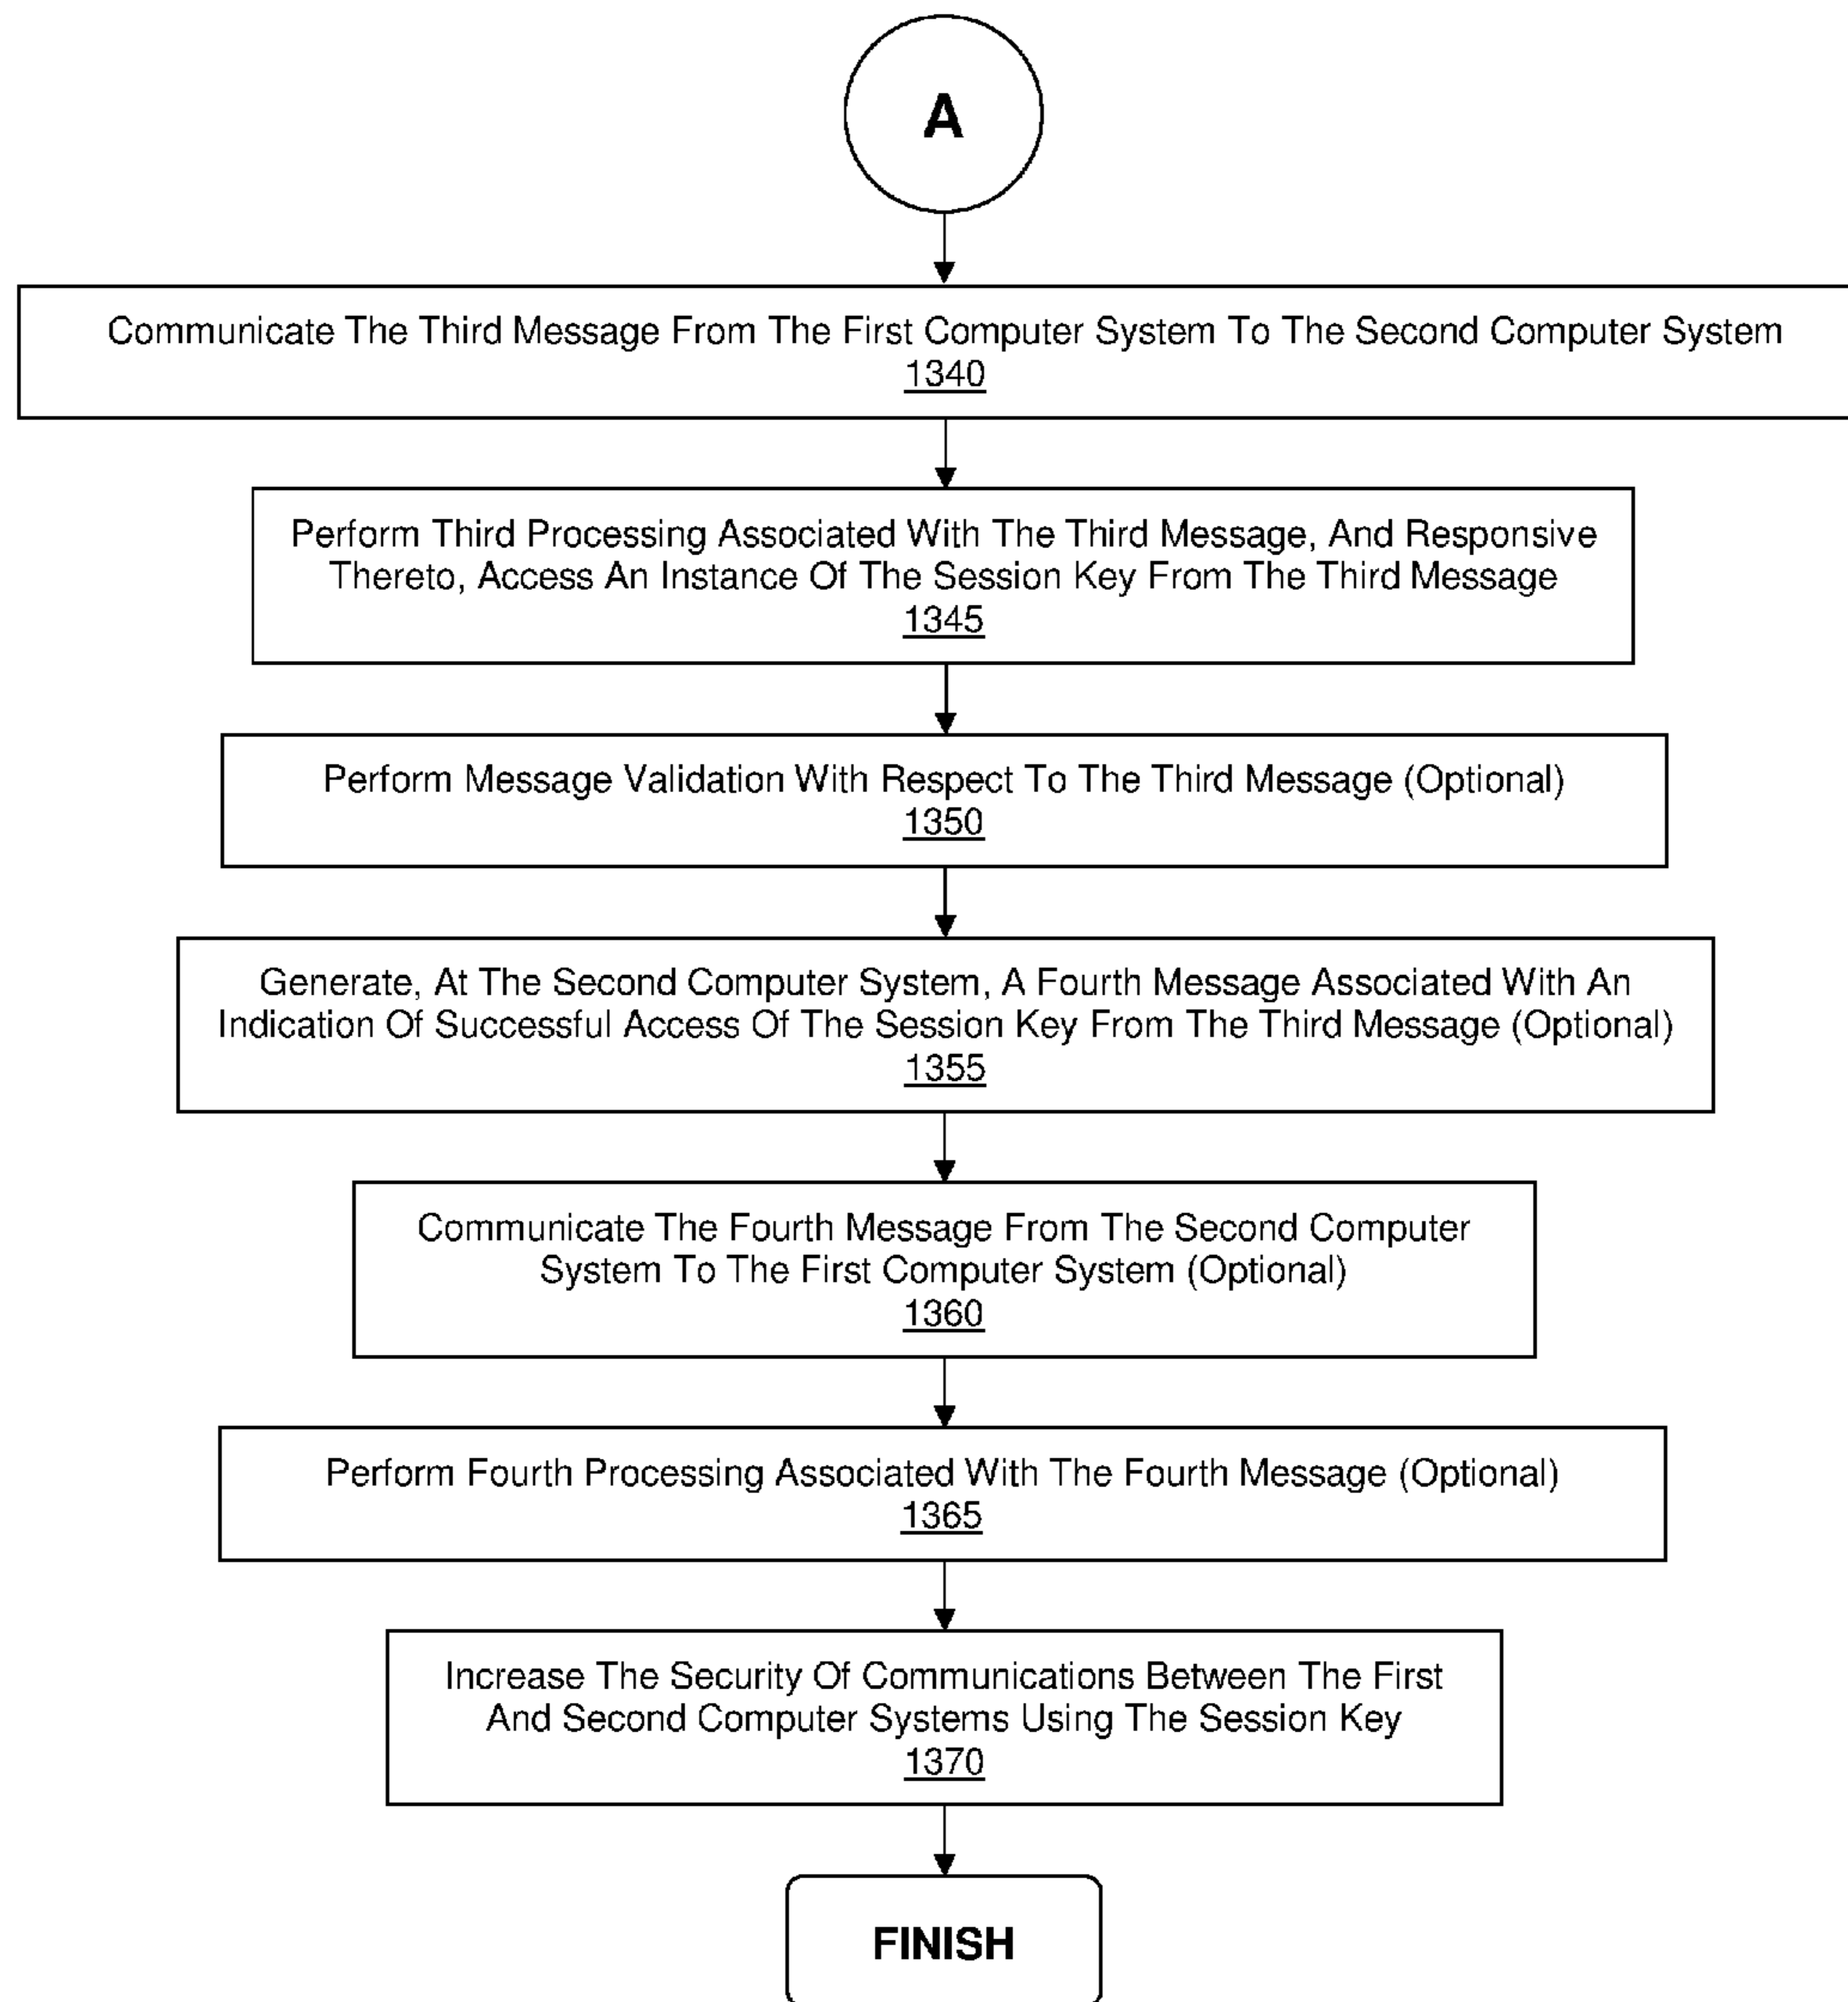 A
Communicate The Third Message From The First Computer System To The Second Computer System
1340
Perform Third Processing Associated With The Third Message, And Responsive
Thereto, Access An Instance Of The Session Key From The Third Message
1345
Perform Message Validation With Respect To The Third Message (Optional)
1350
Generate, At The Second Computer System, A Fourth Message Associated With An
Indication Of Successful Access Of The Session Key From The Third Message (Optional)
1355
Communicate The Fourth Message From The Second Computer
System To The First Computer System (Optional)
1360
Perform Fourth Processing Associated With The Fourth Message (Optional)
1365
Increase The Security Of Communications Between The First
And Second Computer Systems Using The Session Key
1370
FINISH